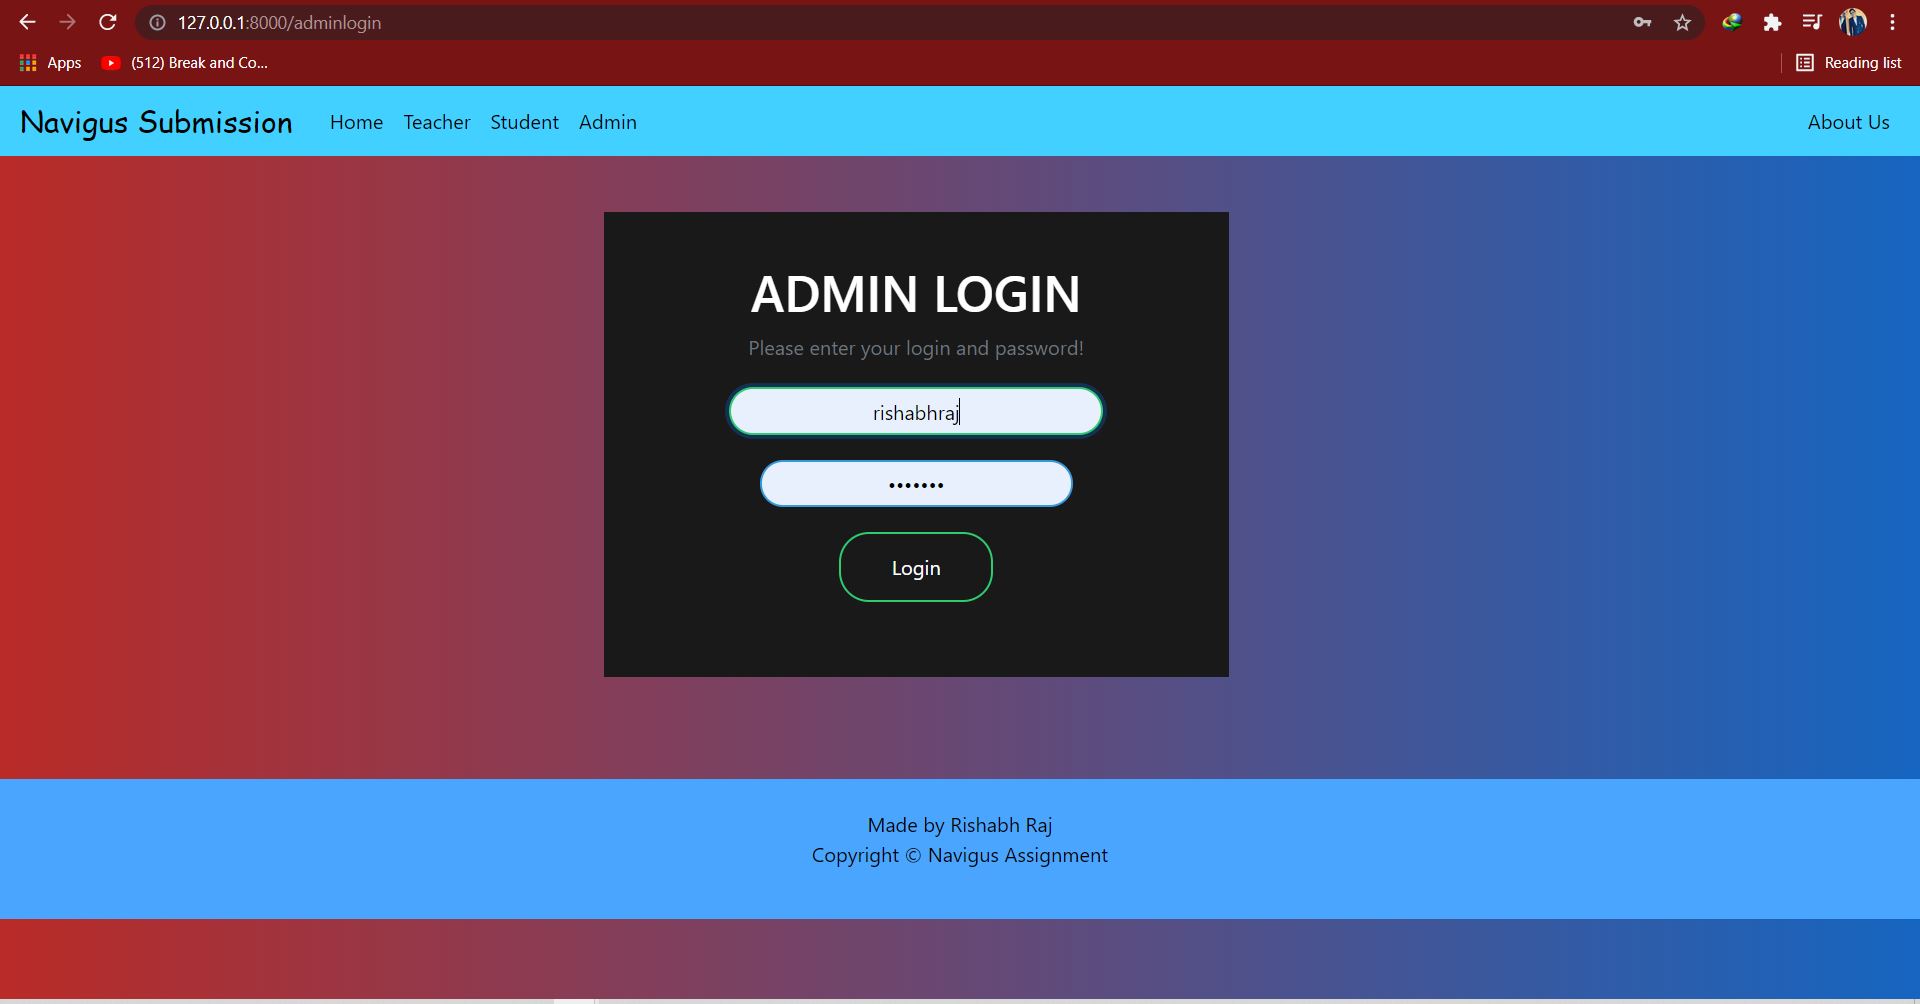 127.0.0.1:8000/adminlogin
Apps (512) Break and Co... Reading list
Navigus Submission Home Teacher Student Admin About Us
ADMIN LOGIN
Please enter your login and password!
rishabhraj
•••••••
Login
Made by Rishabh Raj
Copyright © Navigus Assignment